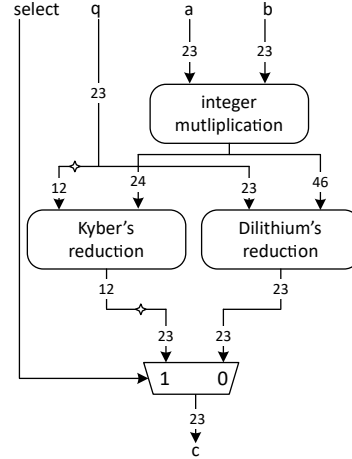 select q a b
23 23
23
integer
mutliplication
12 24 23 46
Kyber's Dilithium's
reduction reduction
12 23
23 23
1 0
23
c